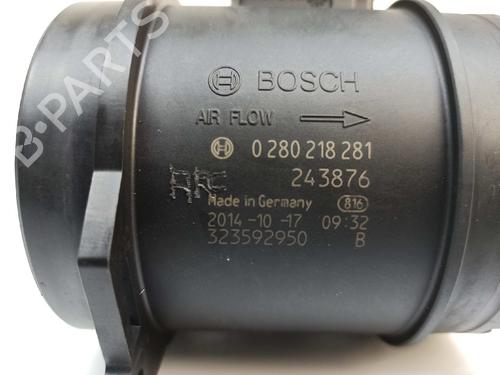 B-PARTS
BOSCH
AIR FLOW
0 280 218 281
243876
Made in Germany 816
2014-10-17 09:32
323592950 B